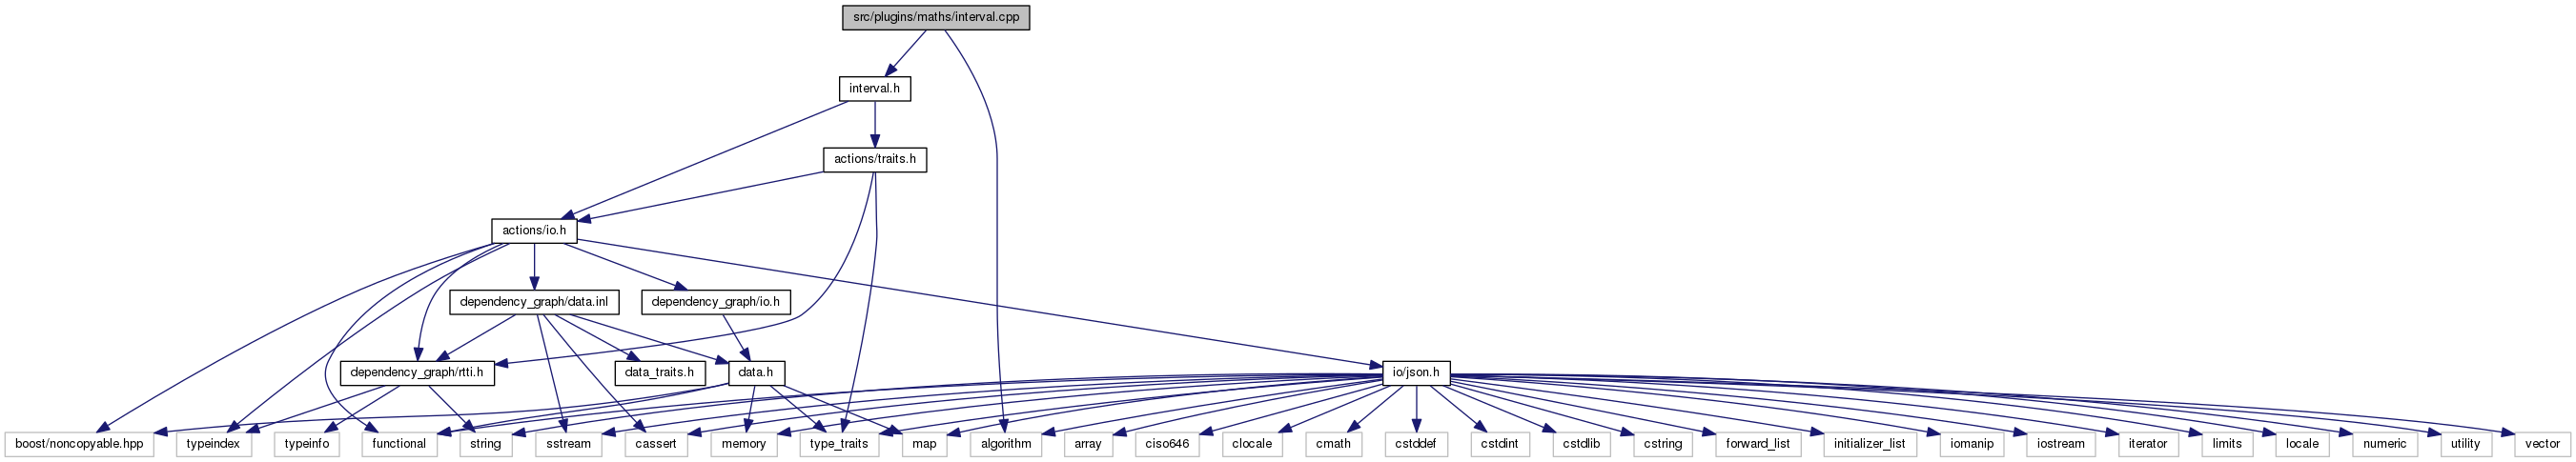 src/plugins/maths/interval.cpp
interval.h
actions/traits.h
actions/io.h
dependency_graph/data.inl
dependency_graph/io.h
dependency_graph/rtti.h
data_traits.h
data.h
io/json.h
boost/noncopyable.hpp
typeindex
typeinfo
functional
string
sstream
cassert
memory
type_traits
map
algorithm
array
ciso646
clocale
cmath
cstddef
cstdint
cstdlib
cstring
forward_list
initializer_list
iomanip
iostream
iterator
limits
locale
numeric
utility
vector